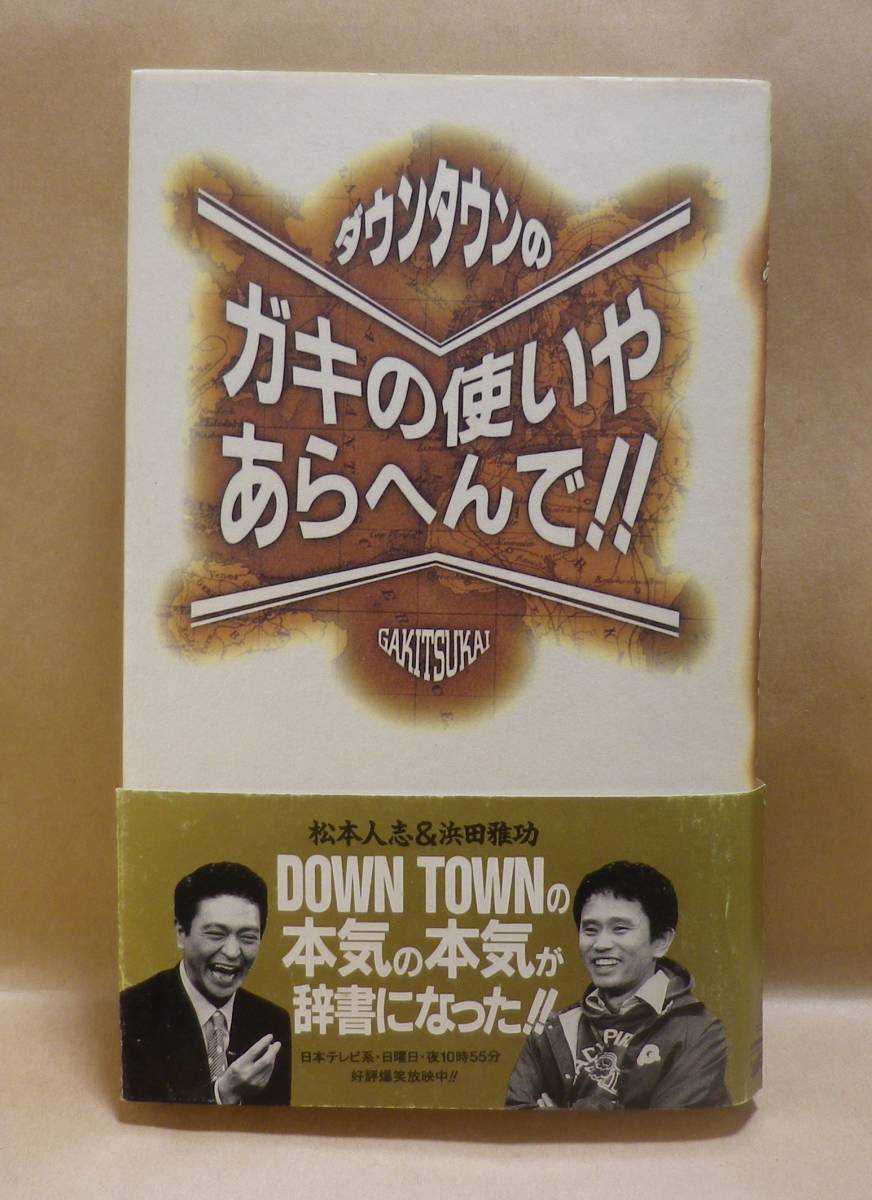 ダウンタウンの
ガキの使いや
あらへんで!!
GAKITSUKAI
松本人志&浜田雅功
DOWN TOWNの
本気の本気が
辞書になった!!
日本テレビ系・日曜日・夜10時55分
好評爆笑放映中!!